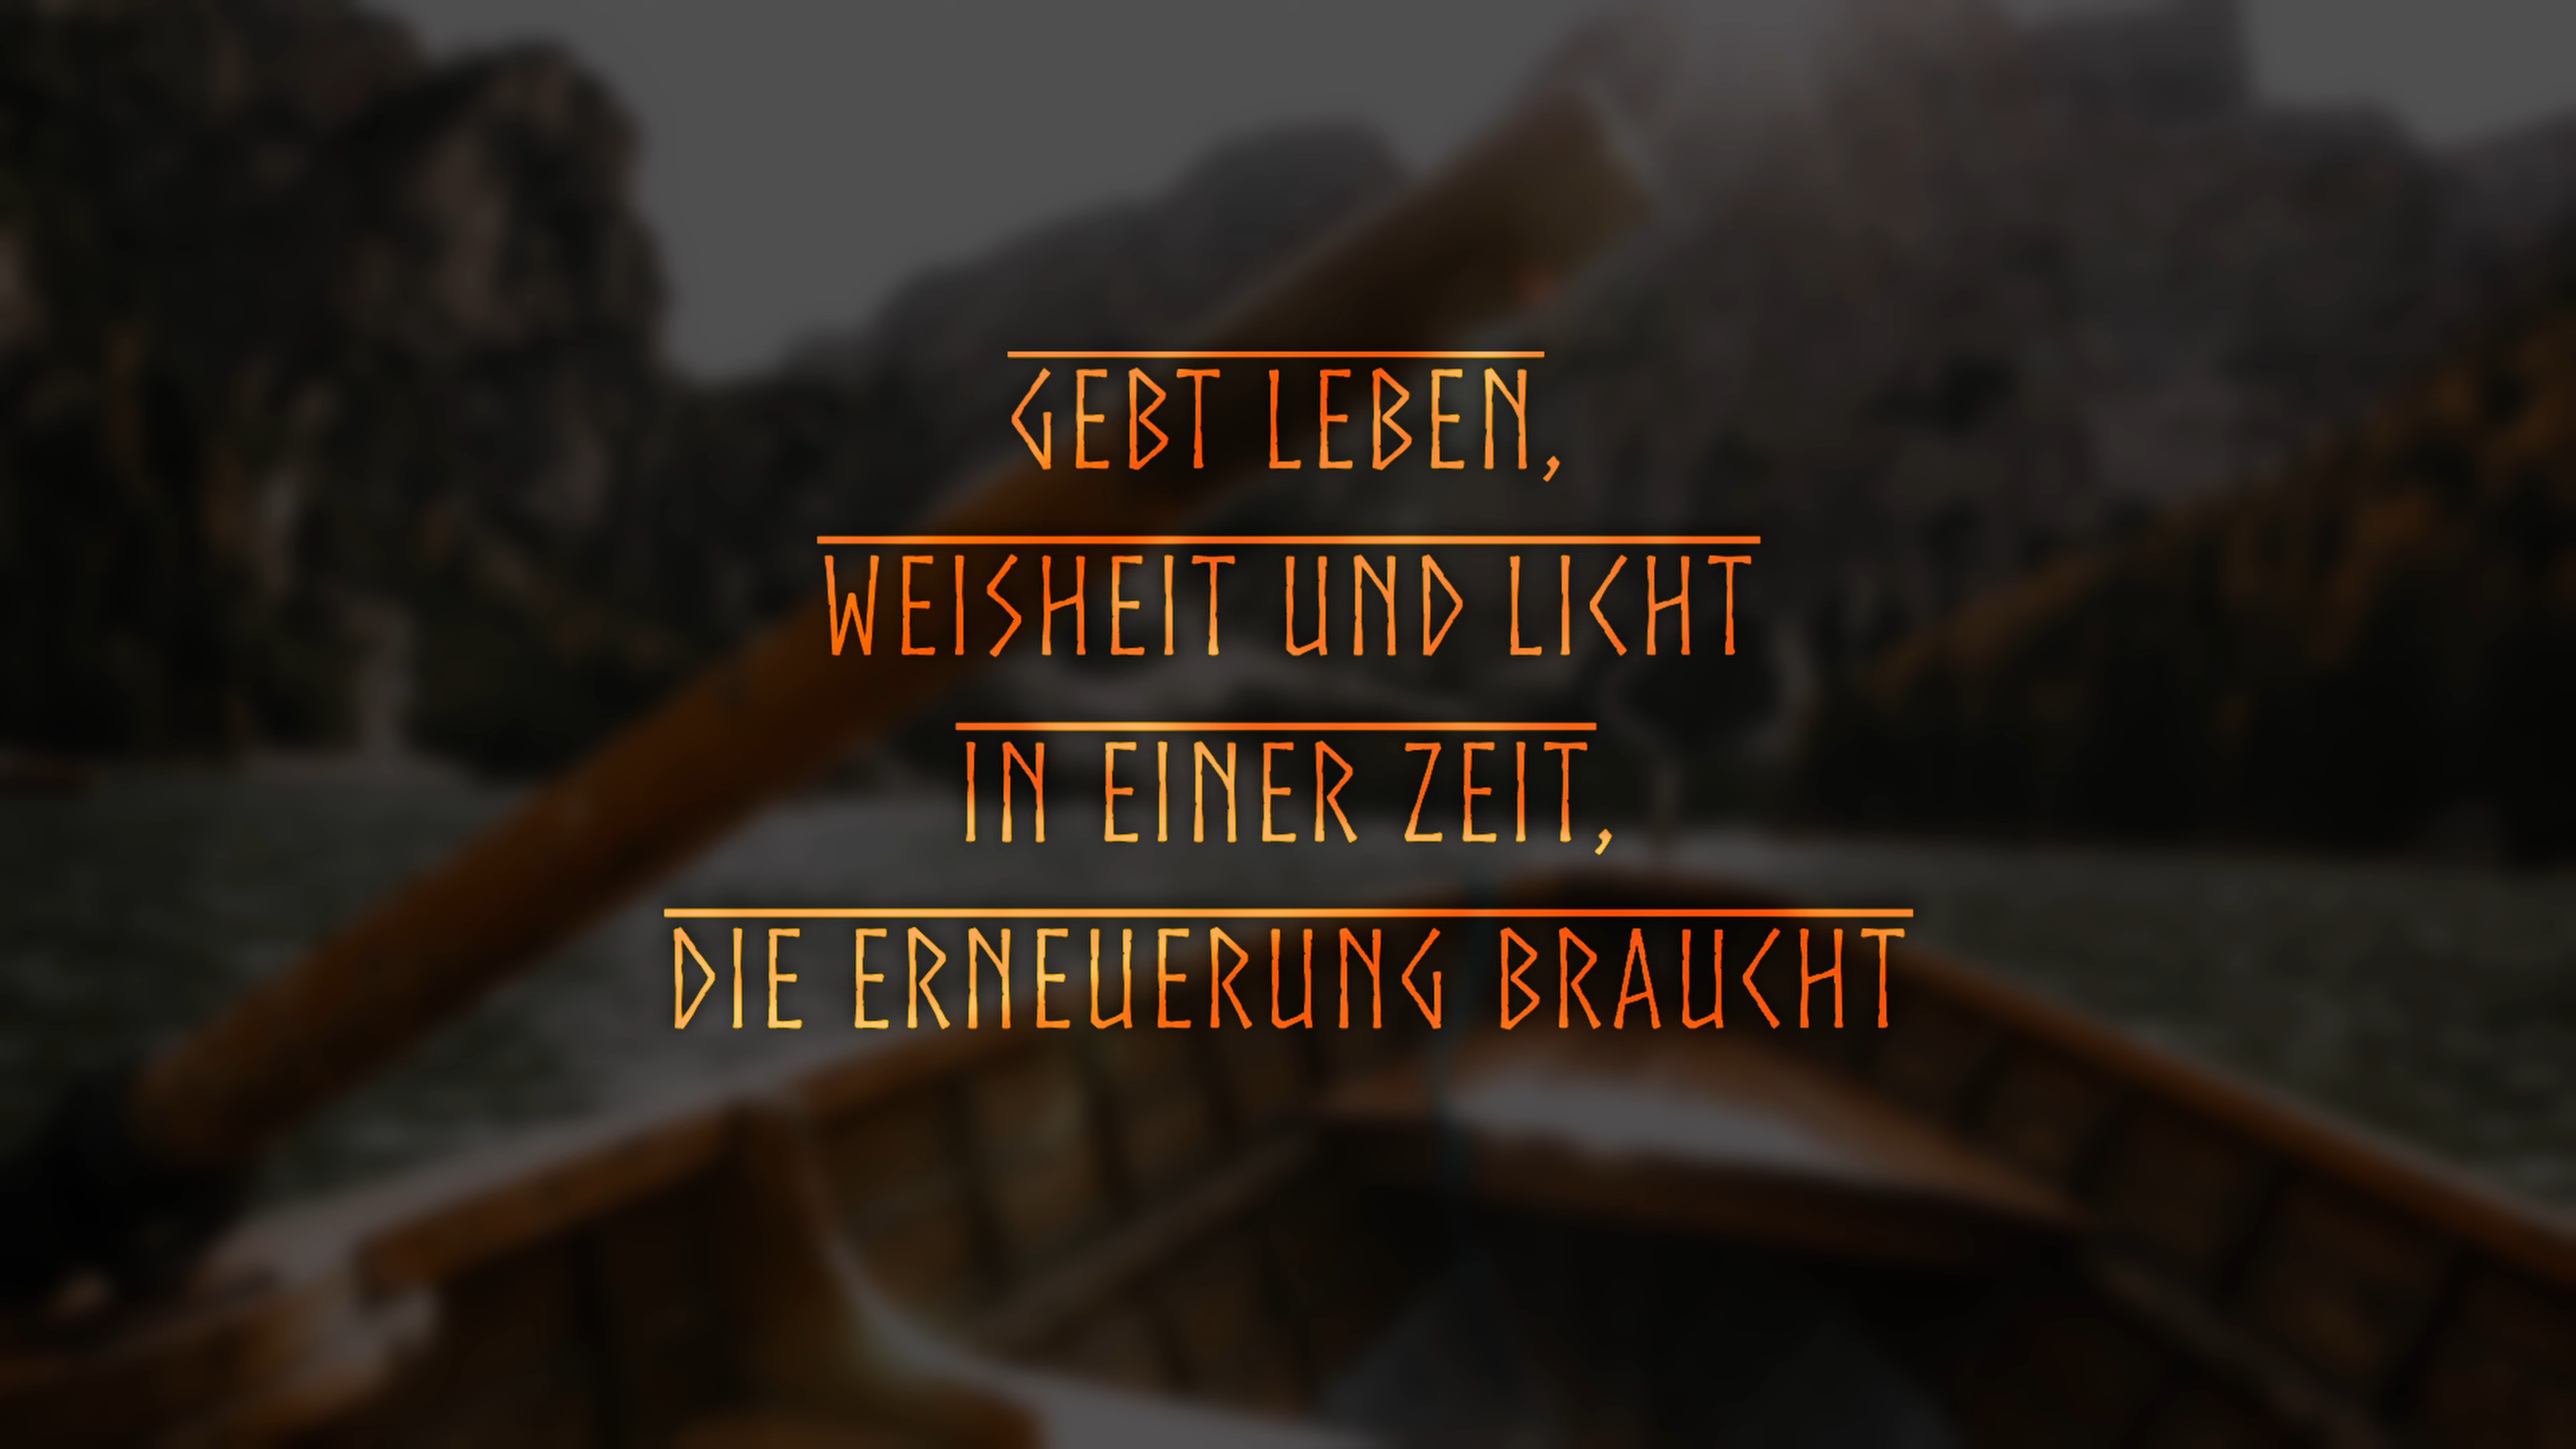 GEBT LEBEN,
WEISHEIT UND LICHT
IN EINER ZEIT,
DIE ERNEUERUNG BRAUCHT